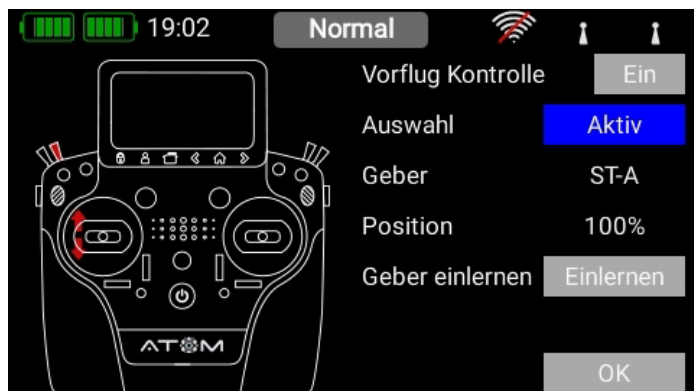 19:02 Normal
Vorflug Kontrolle Ein
Auswahl Aktiv
Geber ST-A
Position 100%
Geber einlernen Einlernen
ATOM
OK